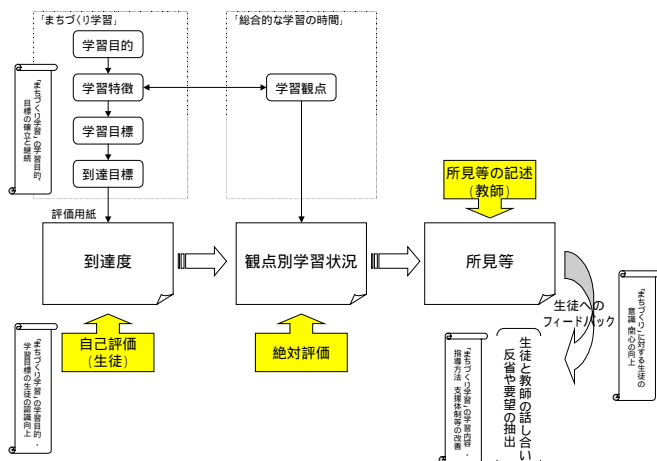 「まちづくり学習」
「総合的な学習の時間」
学習目的
学習特徴
学習観点
学習目標
到達目標
「まちづくり学習」の学習目的、
目標の確立と継続
評価用紙
所見等の記述
(教師)
到達度
観点別学習状況
所見等
自己評価
(生徒)
絶対評価
生徒への
フィードバック
「まちづくり」に対する生徒の
意識・関心の向上
「まちづくり学習」の学習目的・
学習目標の生徒の認識向上
「まちづくり学習」の学習内容・
指導方法・支援体制等の改善
生徒と教師の話し合い
反省や要望の抽出